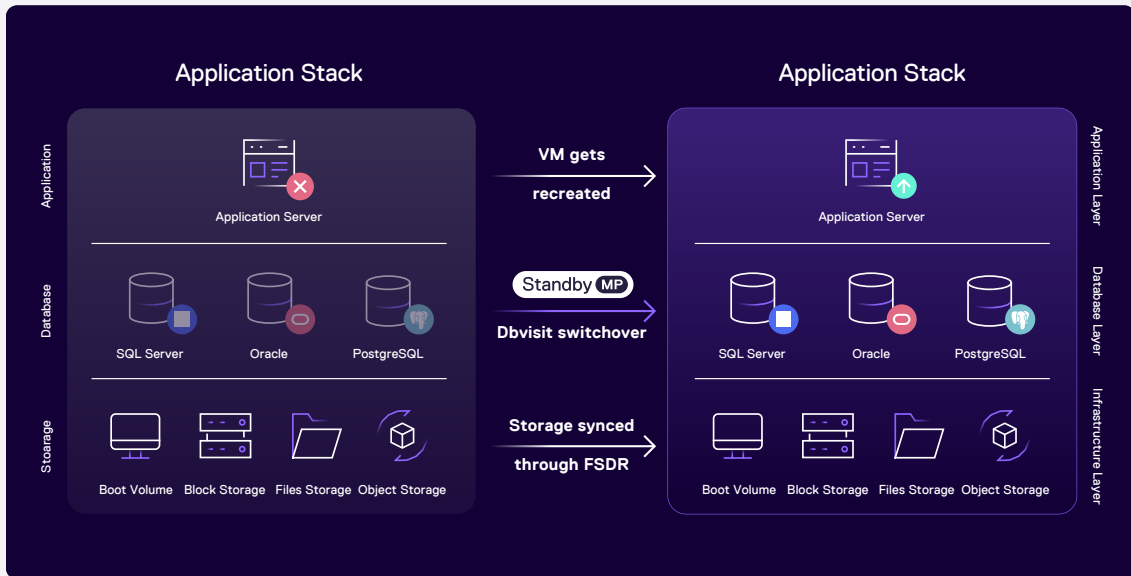 Application Stack
Application
Application Server
Database
SQL Server
Oracle
PostgreSQL
Stoarage
Boot Volume
Block Storage
Files Storage
Object Storage
VM gets
recreated
Standby MP
Dbvisit switchover
Storage synced
through FSDR
Application Stack
Application Server
Application Layer
SQL Server
Oracle
PostgreSQL
Database Layer
Boot Volume
Block Storage
Files Storage
Object Storage
Infrastructure Layer